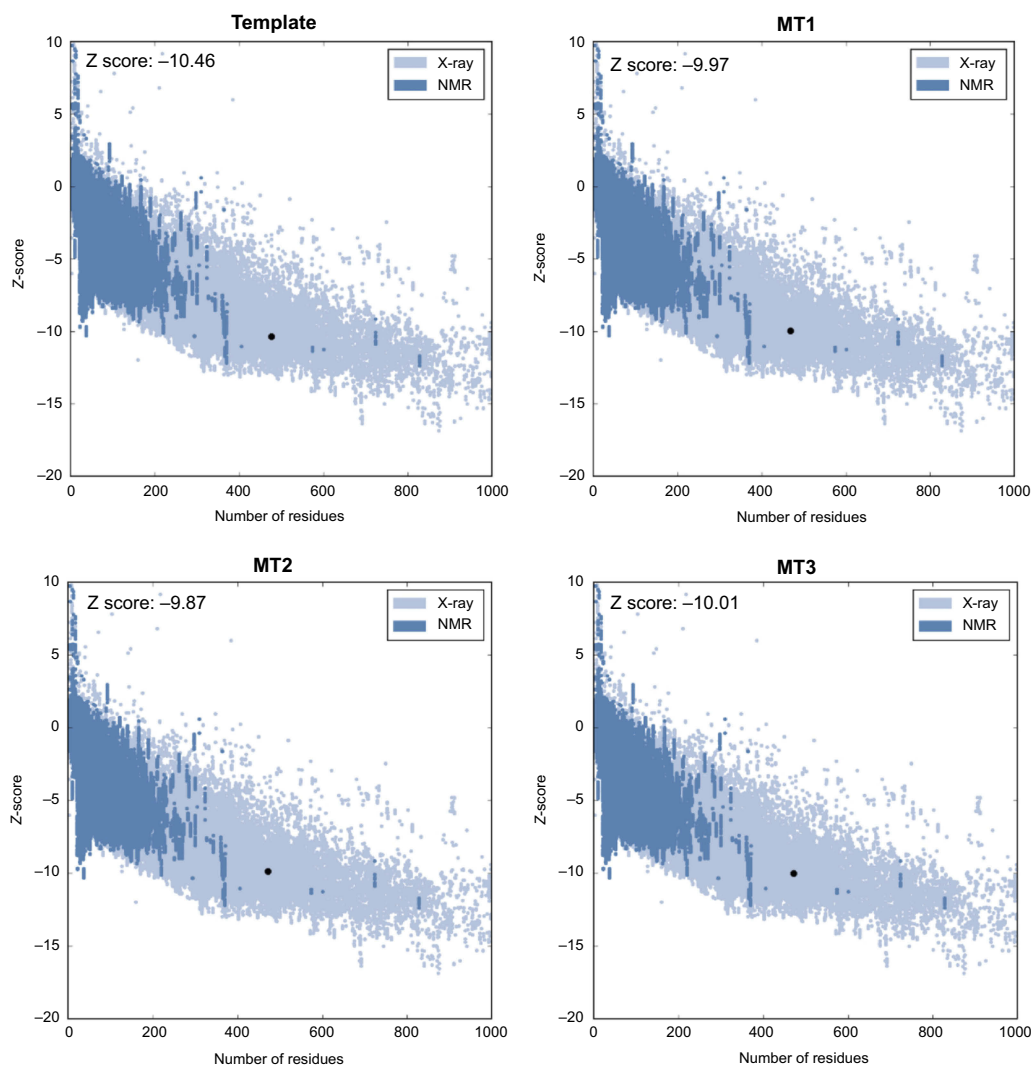 Template
Z score: –10.46
X-ray
NMR
10
5
0
–5
–10
–15
–20
Z-score
0
200
400
600
800
1000
Number of residues
MT1
Z score: –9.97
X-ray
NMR
10
5
0
–5
–10
–15
–20
Z-score
0
200
400
600
800
1000
Number of residues
MT2
Z score: –9.87
X-ray
NMR
10
5
0
–5
–10
–15
–20
Z-score
0
200
400
600
800
1000
Number of residues
MT3
Z score: –10.01
X-ray
NMR
10
5
0
–5
–10
–15
–20
Z-score
0
200
400
600
800
1000
Number of residues